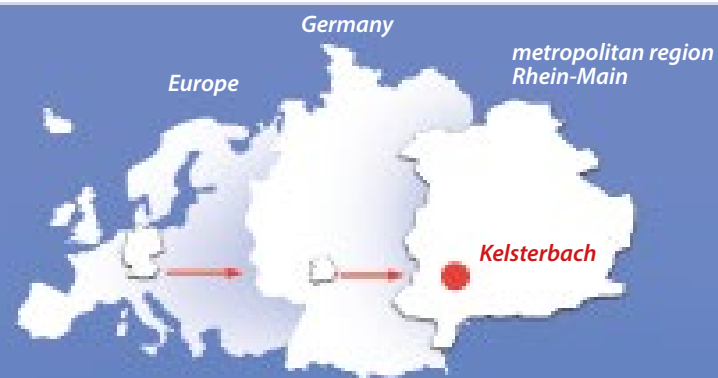 Germany
metropolitan region
Rhein-Main
Europe
Kelsterbach